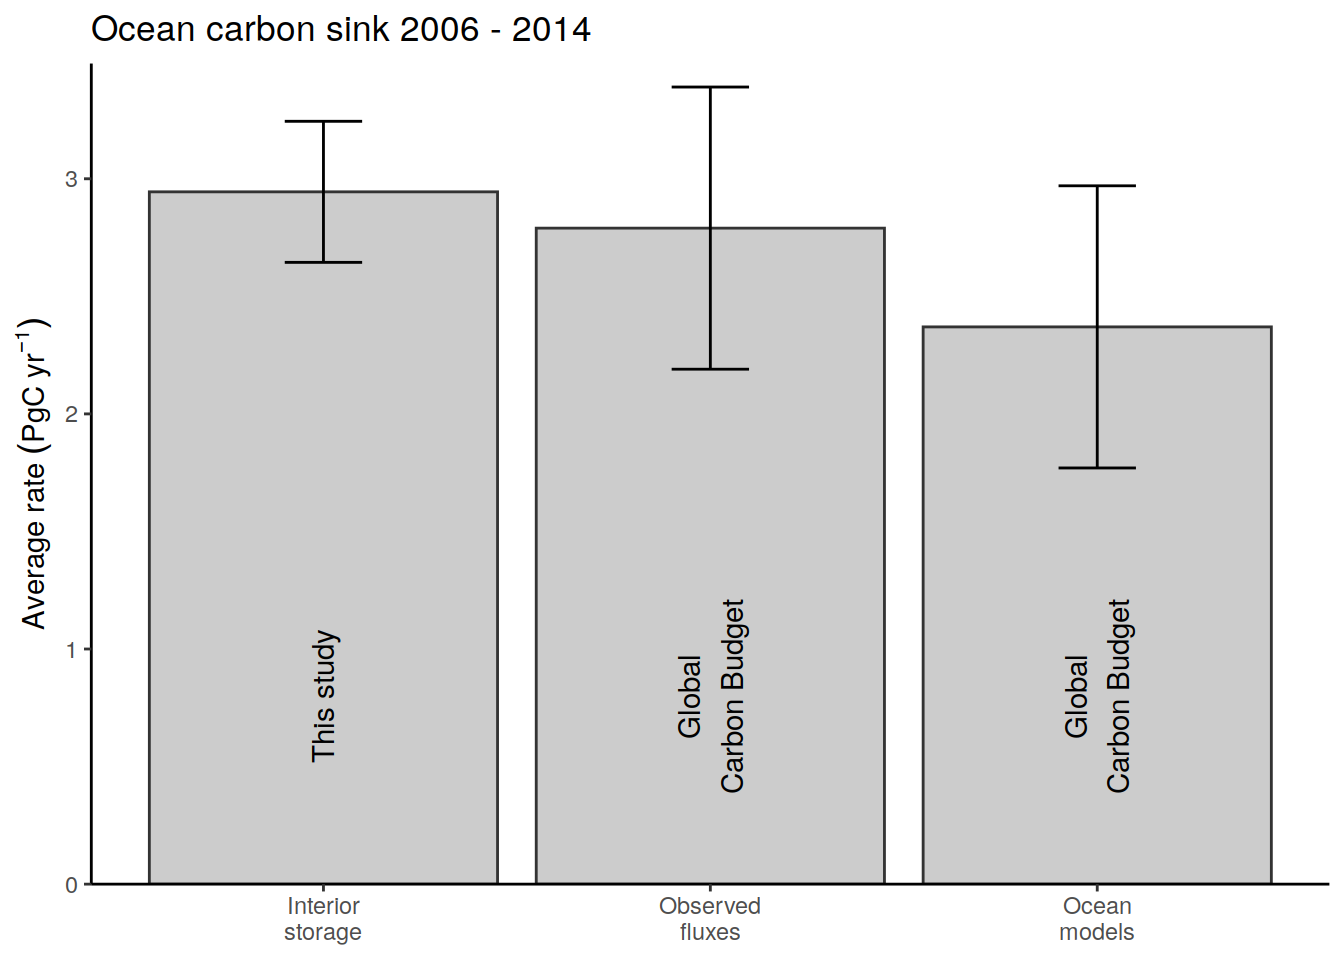 Ocean carbon sink 2006 - 2014
Average rate (PgC yr⁻¹)
3
2
1
0
This study
Global
Carbon Budget
Global
Carbon Budget
Interior
storage
Observed
fluxes
Ocean
models